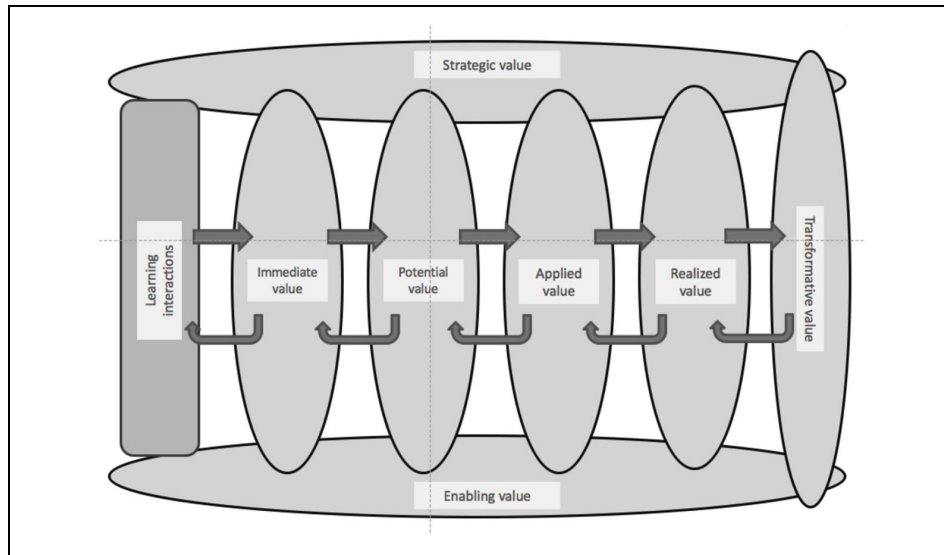 Strategic value
Learning
interactions
Immediate
value
Potential
value
Applied
value
Realized
value
Transformative value
Enabling value